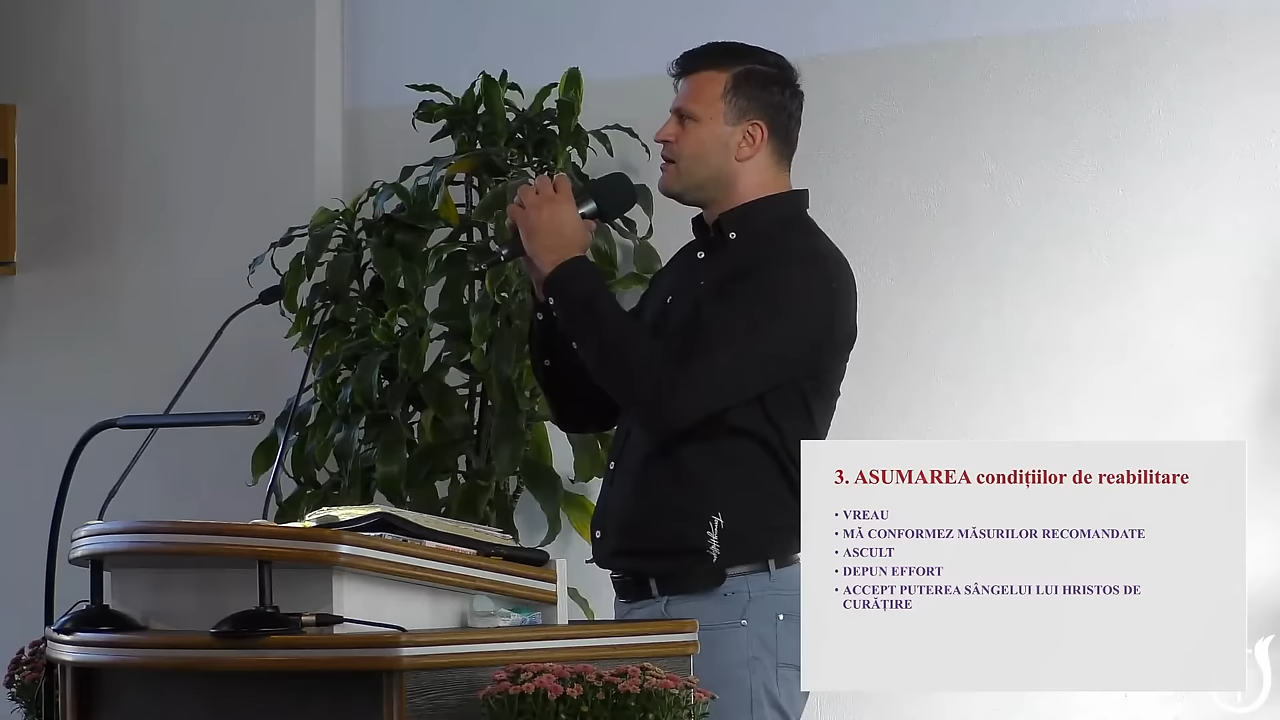 3. ASUMAREA condițiilor de reabilitare
• VREAU
• MĂ CONFORMEZ MĂSURILOR RECOMANDATE
• ASCULT
• DEPUN EFFORT
• ACCEPT PUTEREA SÂNGELUI LUI HRISTOS DE
CURĂȚIRE